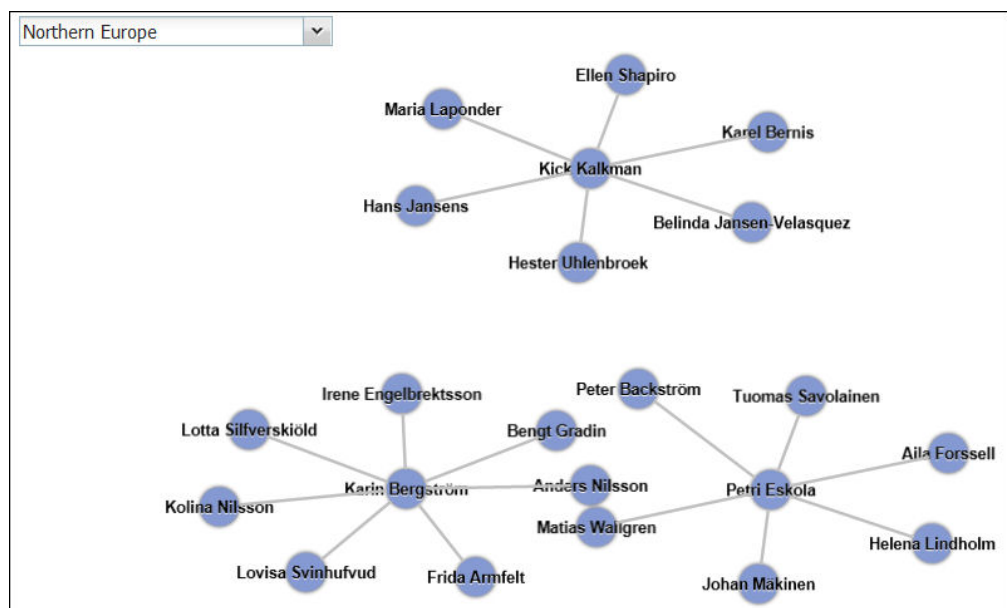 Northern Europe
Ellen Shapiro
Maria Laponder
Karel Bernis
Kick Kalkman
Hans Jansens
Belinda Jansen-Velasquez
Hester Uhlenbroek
Irene Engelbrektsson
Peter Backström
Tuomas Savolainen
Lotta Silfverskiöld
Bengt Gradin
Aila Forssell
Karin Bergström
Anders Nilsson
Petri Eskola
Kolina Nilsson
Matias Wallgren
Helena Lindholm
Lovisa Svinhufvud
Frida Armfelt
Johan Mäkinen